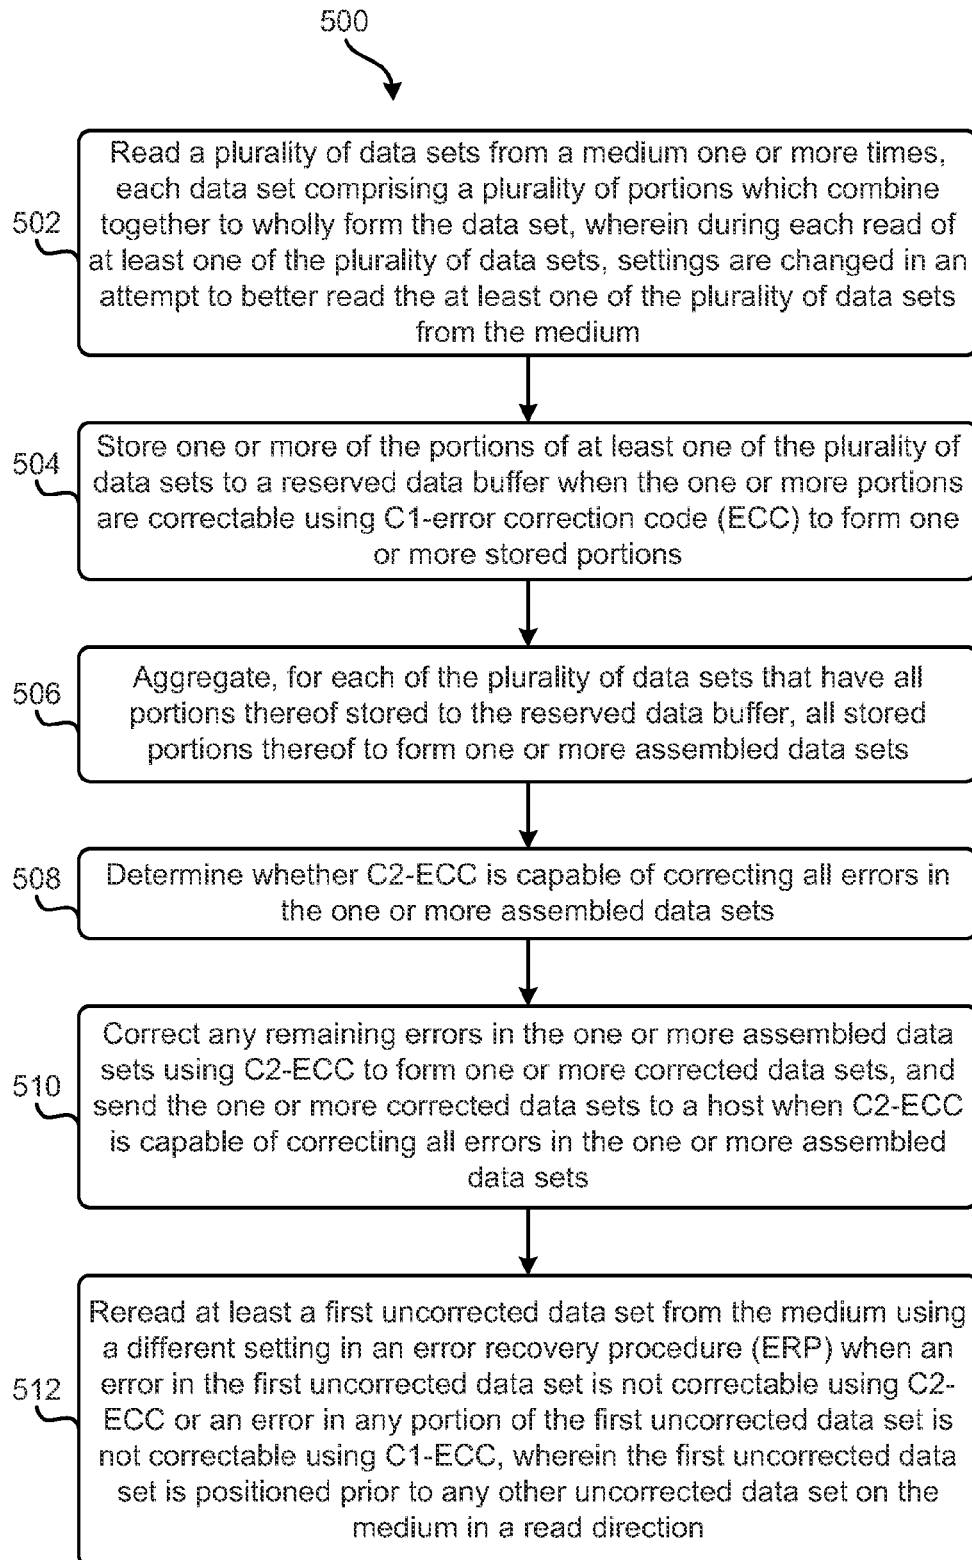 500
502
Read a plurality of data sets from a medium one or more times,
each data set comprising a plurality of portions which combine
together to wholly form the data set, wherein during each read of
at least one of the plurality of data sets, settings are changed in an
attempt to better read the at least one of the plurality of data sets
from the medium
504
Store one or more of the portions of at least one of the plurality of
data sets to a reserved data buffer when the one or more portions
are correctable using C1-error correction code (ECC) to form one
or more stored portions
506
Aggregate, for each of the plurality of data sets that have all
portions thereof stored to the reserved data buffer, all stored
portions thereof to form one or more assembled data sets
508
Determine whether C2-ECC is capable of correcting all errors in
the one or more assembled data sets
510
Correct any remaining errors in the one or more assembled data
sets using C2-ECC to form one or more corrected data sets, and
send the one or more corrected data sets to a host when C2-ECC
is capable of correcting all errors in the one or more assembled
data sets
512
Reread at least a first uncorrected data set from the medium using
a different setting in an error recovery procedure (ERP) when an
error in the first uncorrected data set is not correctable using C2-
ECC or an error in any portion of the first uncorrected data set is
not correctable using C1-ECC, wherein the first uncorrected data
set is positioned prior to any other uncorrected data set on the
medium in a read direction